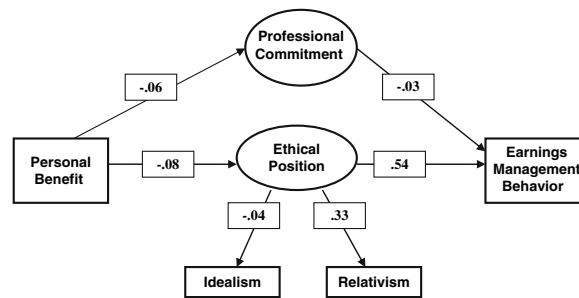 Professional
Commitment
-.06
-.03
Personal
Benefit
-.08
Ethical
Position
.54
Earnings
Management
Behavior
-.04
.33
Idealism
Relativism